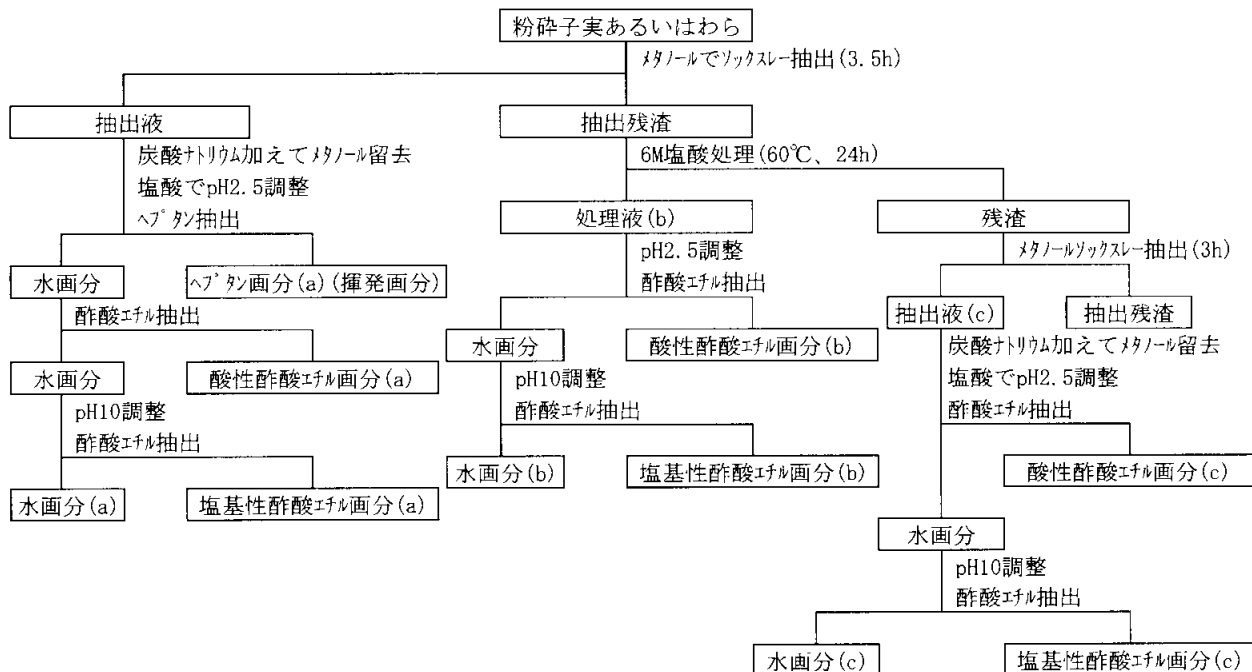 粉砕子実あるいはわら
ﾒﾀﾉｰﾙでｿｯｸｽﾚｰ抽出(3.5h)
抽出液
抽出残渣
炭酸ﾅﾄﾘｳﾑ加えてﾒﾀﾉｰﾙ留去
塩酸でpH2.5調整
ﾍﾌﾟﾀﾝ抽出
6M塩酸処理(60℃、24h)
処理液(b)
残渣
水画分
ﾍﾌﾟﾀﾝ画分(a)(揮発画分)
pH2.5調整
酢酸ｴﾁﾙ抽出
ﾒﾀﾉｰﾙｿｯｸｽﾚｰ抽出(3h)
酢酸ｴﾁﾙ抽出
抽出液(c)
抽出残渣
水画分
酸性酢酸ｴﾁﾙ画分(a)
水画分
酸性酢酸ｴﾁﾙ画分(b)
炭酸ﾅﾄﾘｳﾑ加えてﾒﾀﾉｰﾙ留去
塩酸でpH2.5調整
酢酸ｴﾁﾙ抽出
pH10調整
酢酸ｴﾁﾙ抽出
pH10調整
酢酸ｴﾁﾙ抽出
水画分(a)
塩基性酢酸ｴﾁﾙ画分(a)
水画分(b)
塩基性酢酸ｴﾁﾙ画分(b)
酸性酢酸ｴﾁﾙ画分(c)
水画分
pH10調整
酢酸ｴﾁﾙ抽出
水画分(c)
塩基性酢酸ｴﾁﾙ画分(c)